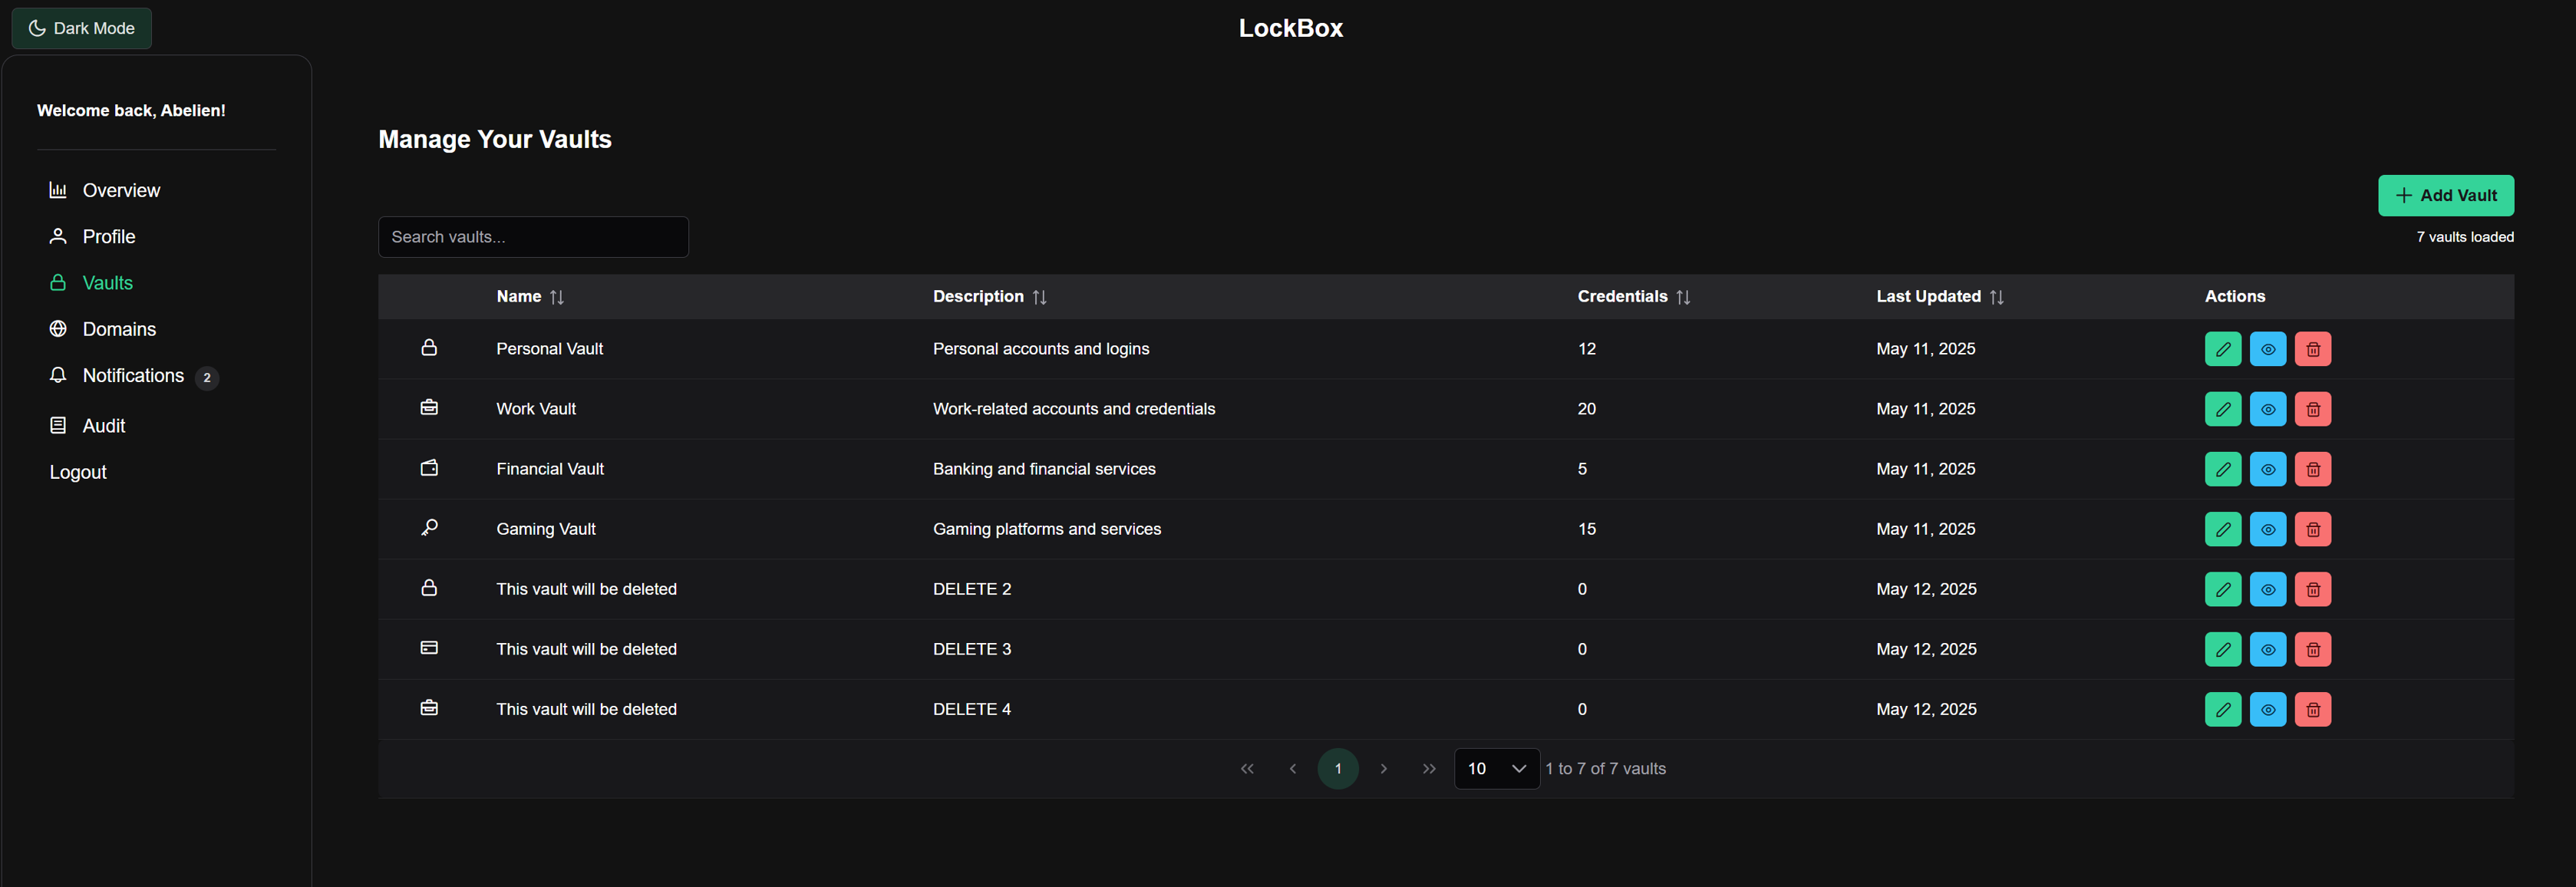 Dark Mode
LockBox
Welcome back, Abelien!
Overview
Profile
Vaults
Domains
Notifications 2
Audit
Logout
Manage Your Vaults
Add Vault
Search vaults...
7 vaults loaded
Name Description Credentials Last Updated Actions
Personal Vault Personal accounts and logins 12 May 11, 2025
Work Vault Work-related accounts and credentials 20 May 11, 2025
Financial Vault Banking and financial services 5 May 11, 2025
Gaming Vault Gaming platforms and services 15 May 11, 2025
This vault will be deleted DELETE 2 0 May 12, 2025
This vault will be deleted DELETE 3 0 May 12, 2025
This vault will be deleted DELETE 4 0 May 12, 2025
1 10 1 to 7 of 7 vaults